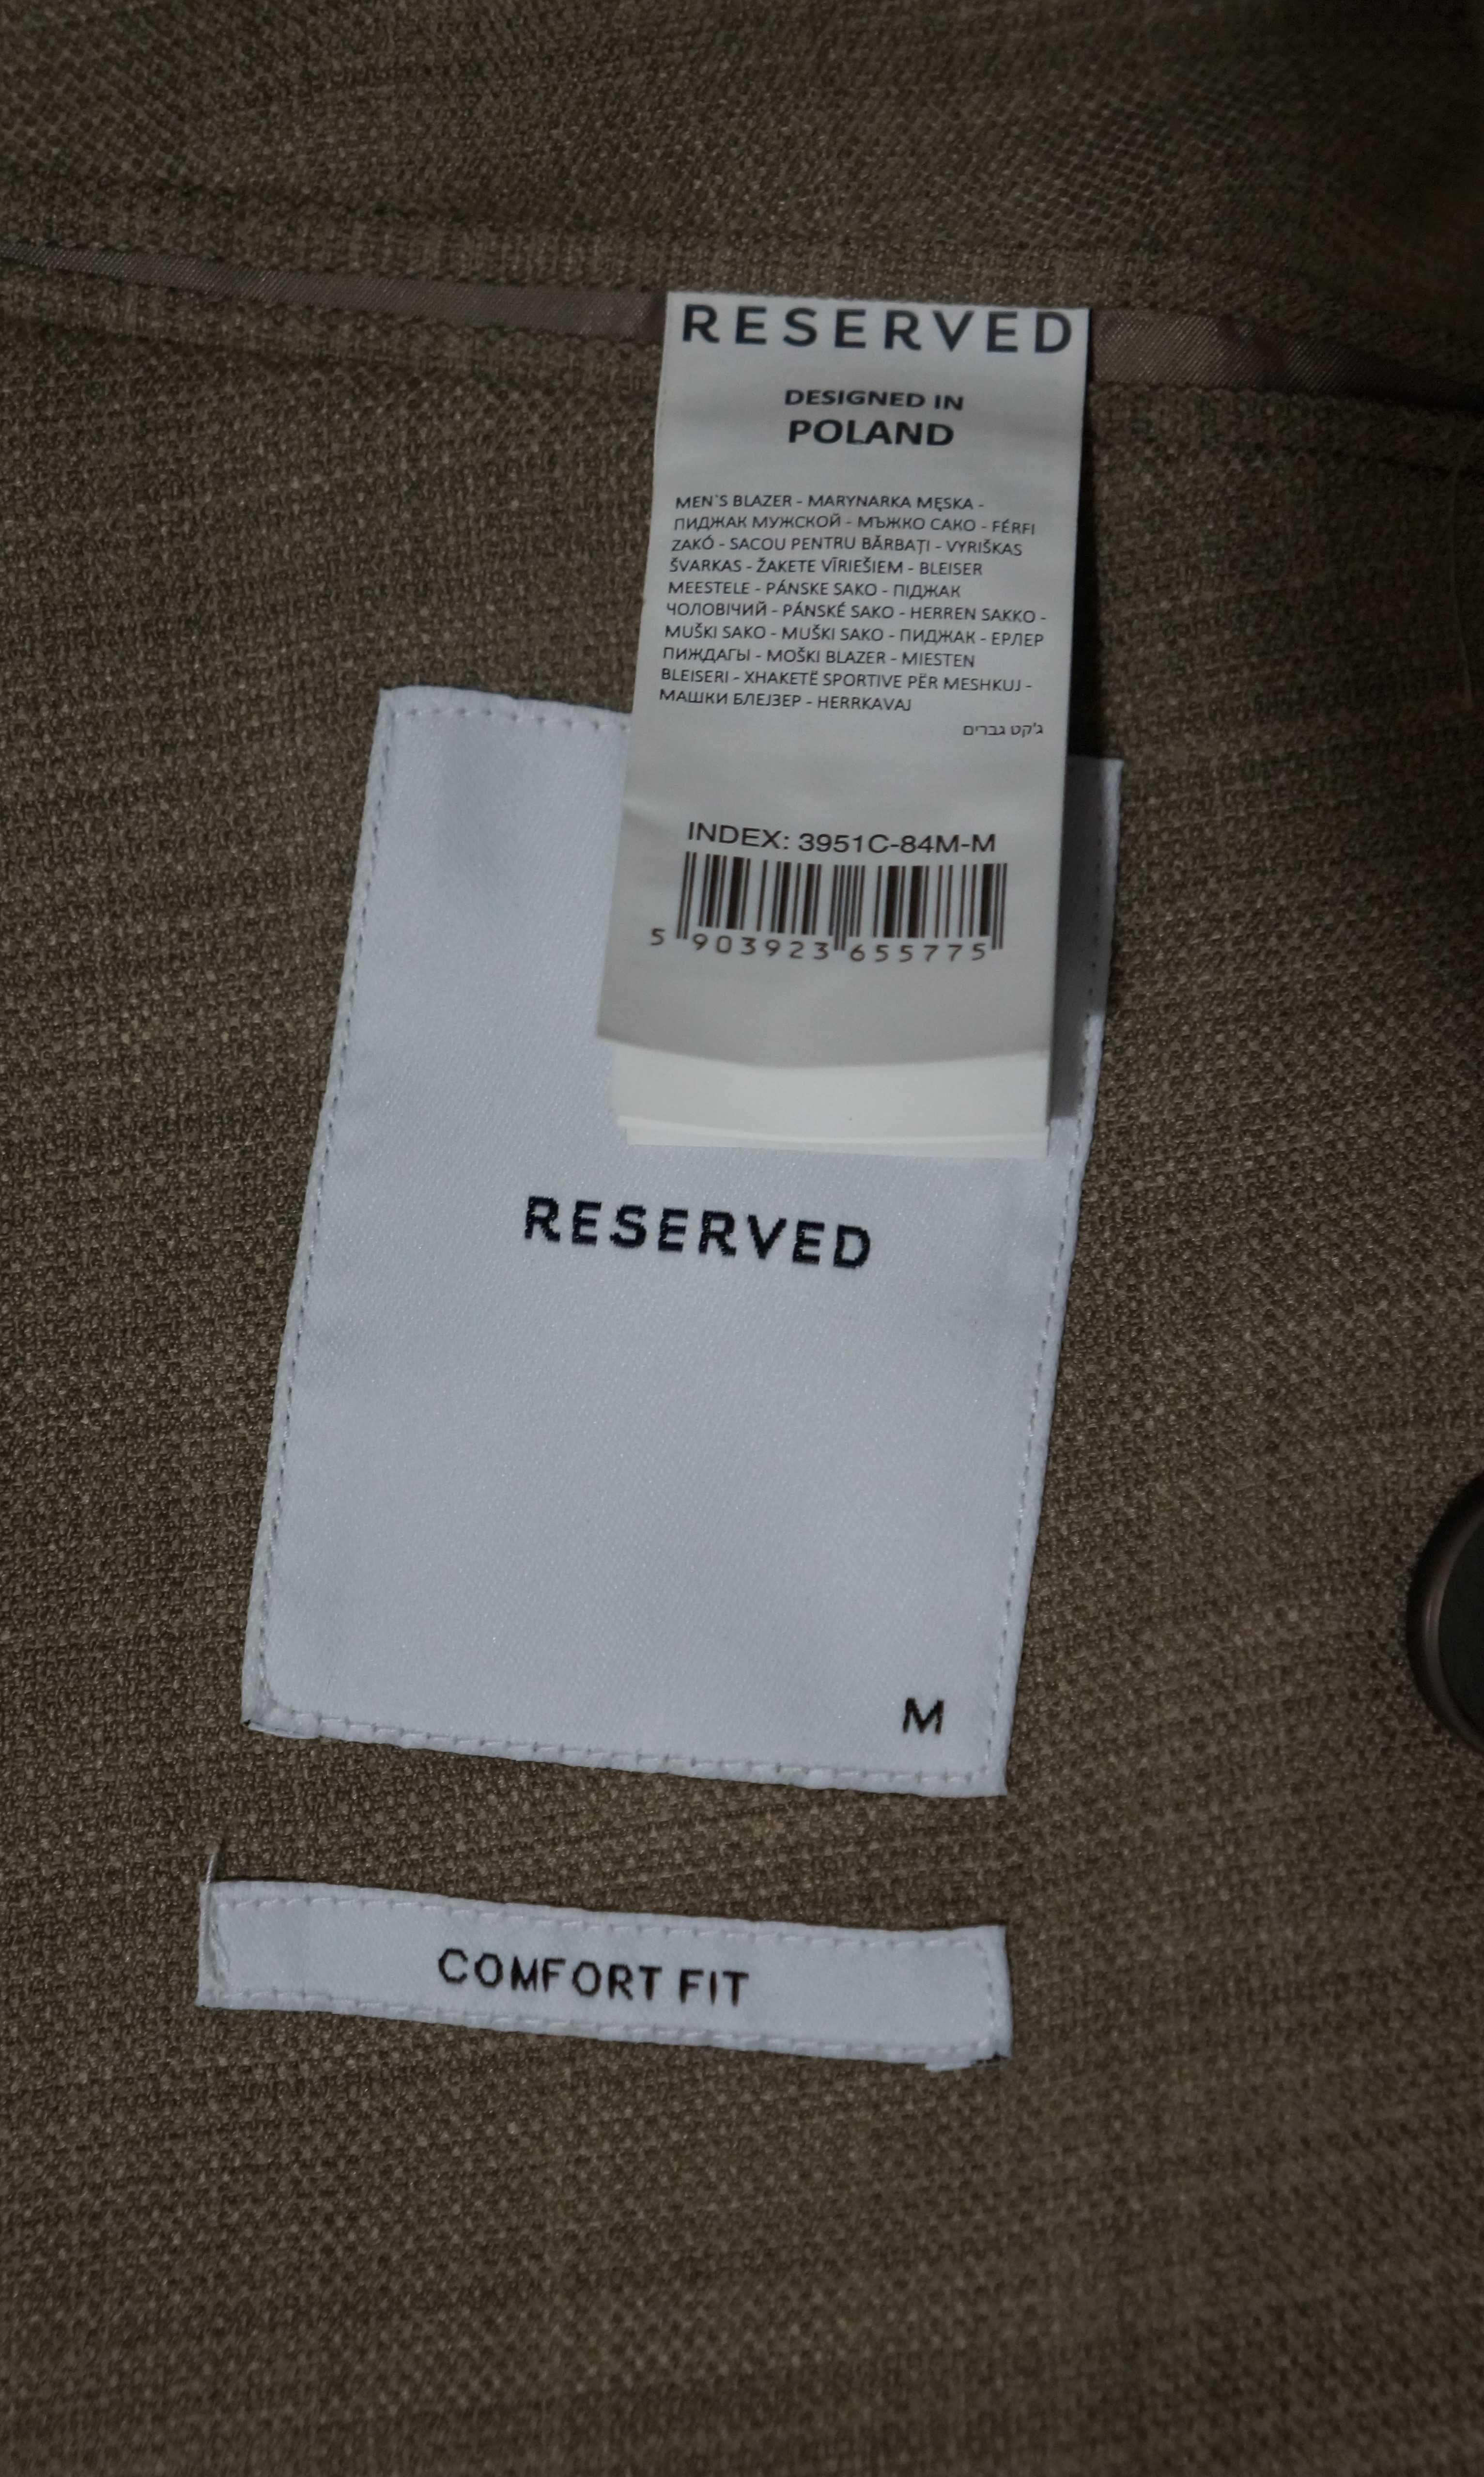 RESERVED
DESIGNED IN
POLAND
MEN`S BLAZER - MARYNARKA MĘSKA -
ПИДЖАК МУЖСКОЙ - МЪЖКО САКО - FÉRFI
ZAKÓ - SACOU PENTRU BĂRBAȚI - VYRIŠKAS
ŠVARKAS - ŽAKETE VĪRIEŠIEM - BLEISER
MEESTELE - PÁNSKE SAKO - ПІДЖАК
ЧОЛОВІЧИЙ - PÁNSKÉ SAKO - HERREN SAKKO -
MUŠKI SAKO - MUŠKI SAKO - ПИДЖАК - ЕРЛЕР
ПИЖДАГЫ - MOŠKI BLAZER - MIESTEN
BLEISERI - XHAKETË SPORTIVE PËR MESHKUJ -
МАШКИ БЛЕЈЗЕР - HERRKAVAJ
ג'קט גברים
INDEX: 3951C-84M-M
5 903923 655775
RESERVED
M
COMFORT FIT